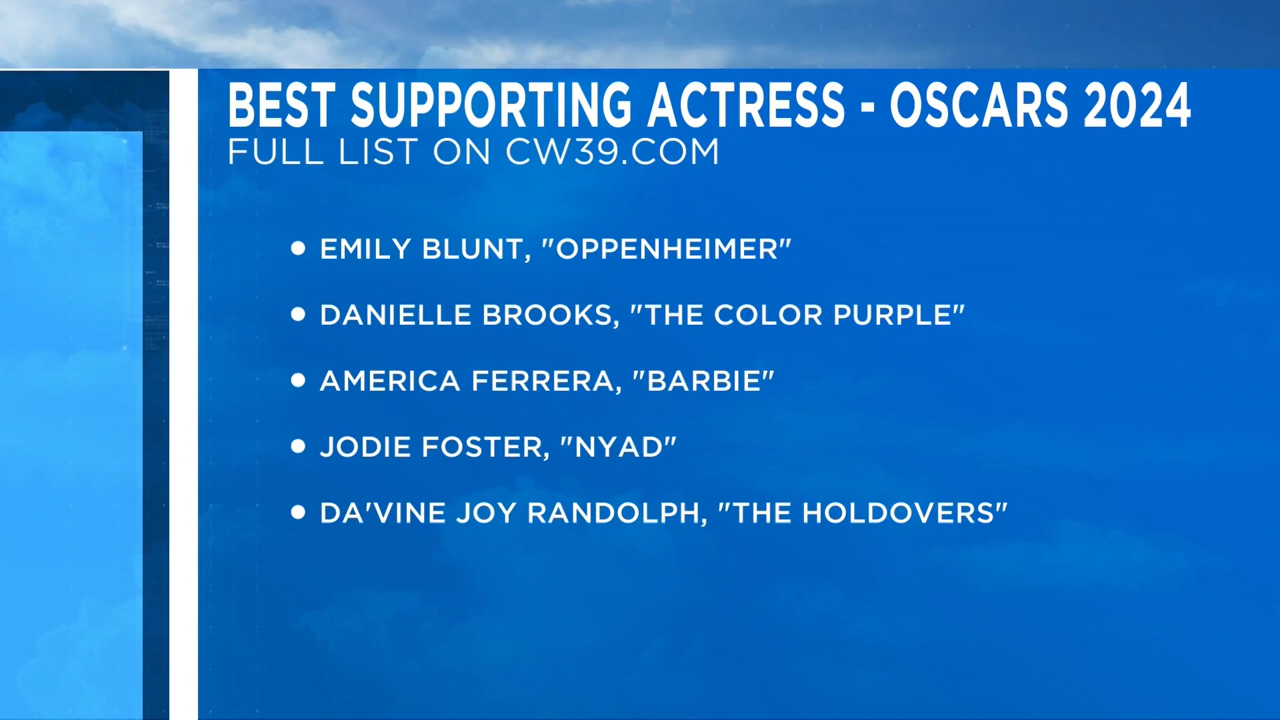 BEST SUPPORTING ACTRESS - OSCARS 2024
FULL LIST ON CW39.COM
● EMILY BLUNT, "OPPENHEIMER"
● DANIELLE BROOKS, "THE COLOR PURPLE"
● AMERICA FERRERA, "BARBIE"
● JODIE FOSTER, "NYAD"
● DA'VINE JOY RANDOLPH, "THE HOLDOVERS"